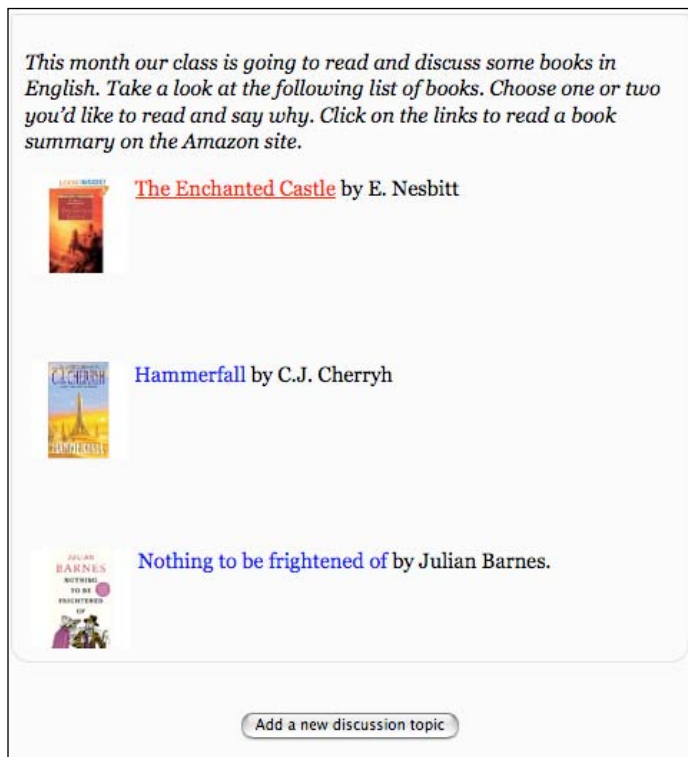 This month our class is going to read and discuss some books in
English. Take a look at the following list of books. Choose one or two
you'd like to read and say why. Click on the links to read a book
summary on the Amazon site.
The Enchanted Castle by E. Nesbitt
Hammerfall by C.J. Cherryh
C.J. CHERRYH
Nothing to be frightened of by Julian Barnes.
JULIAN
BARNES
NOTHING
TO BE
FRIGHTENED
OF
Add a new discussion topic